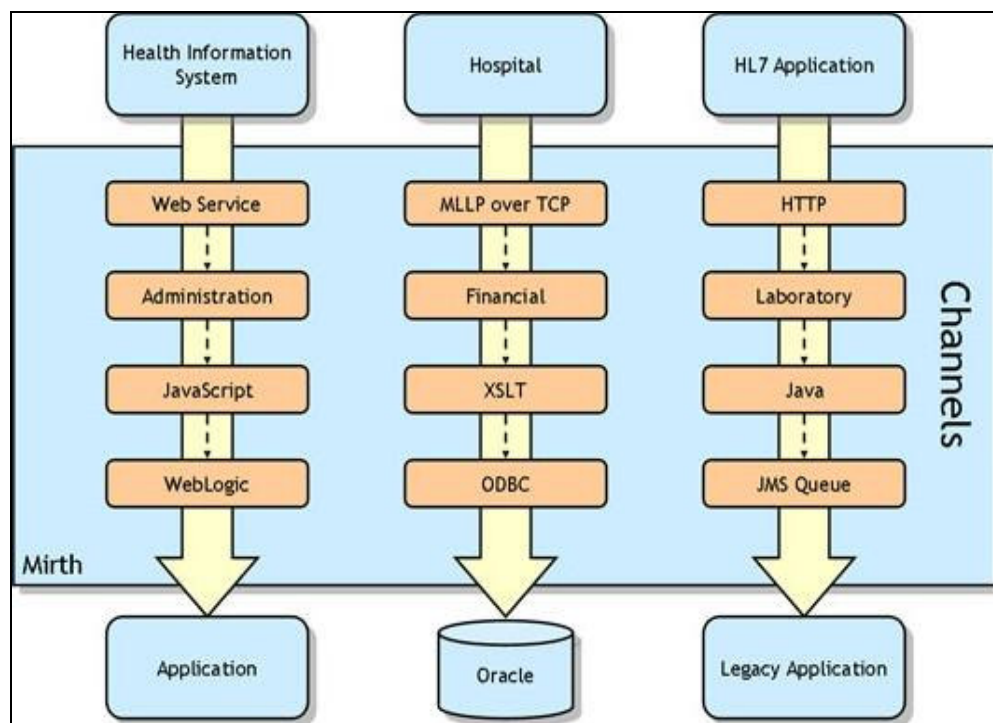 Health Information
System
Hospital
HL7 Application
Web Service
MLLP over TCP
HTTP
Administration
Financial
Laboratory
JavaScript
XSLT
Java
WebLogic
ODBC
JMS Queue
Channels
Mirth
Application
Oracle
Legacy Application